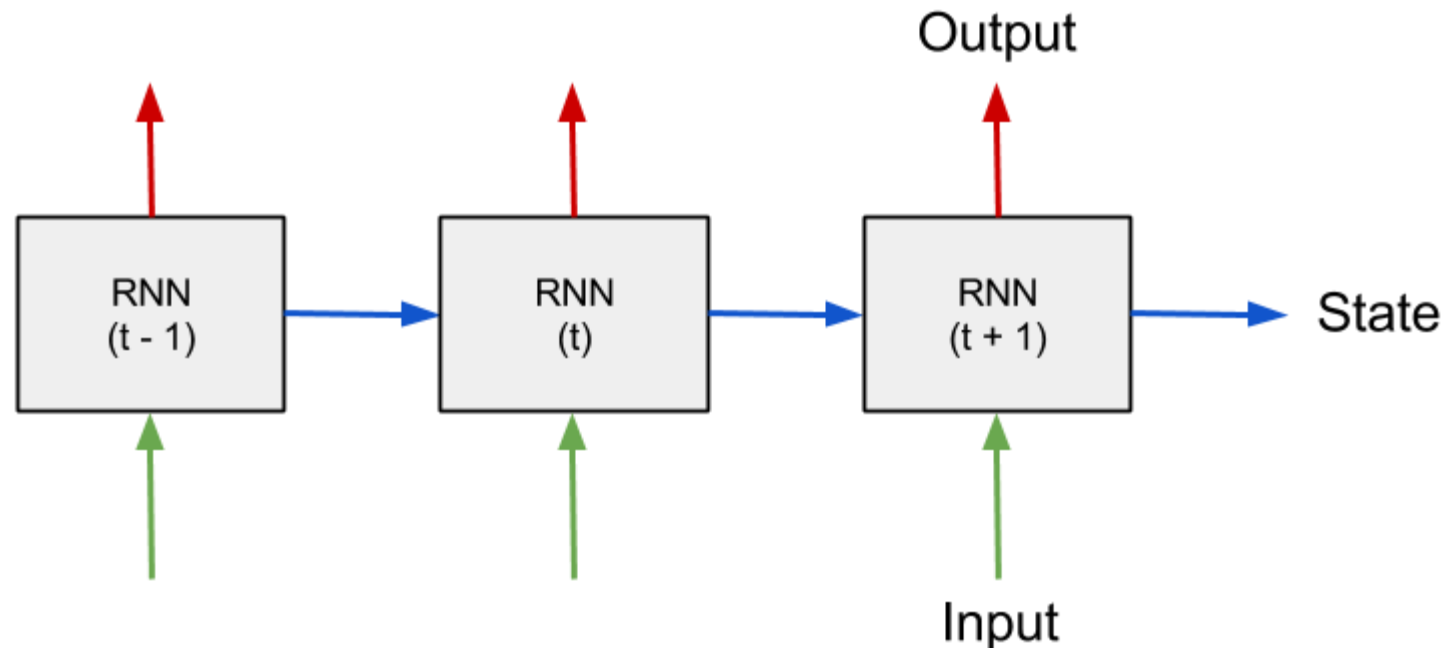 Output
RNN
(t - 1)
RNN
(t)
RNN
(t + 1)
State
Input